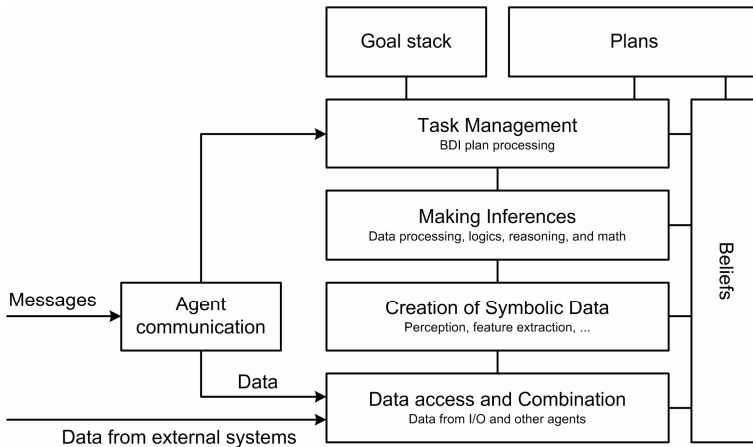 Goal stack
Plans
Task Management
BDI plan processing
Making Inferences
Data processing, logics, reasoning, and math
Beliefs
Messages
Agent
communication
Creation of Symbolic Data
Perception, feature extraction, ...
Data
Data access and Combination
Data from I/O and other agents
Data from external systems